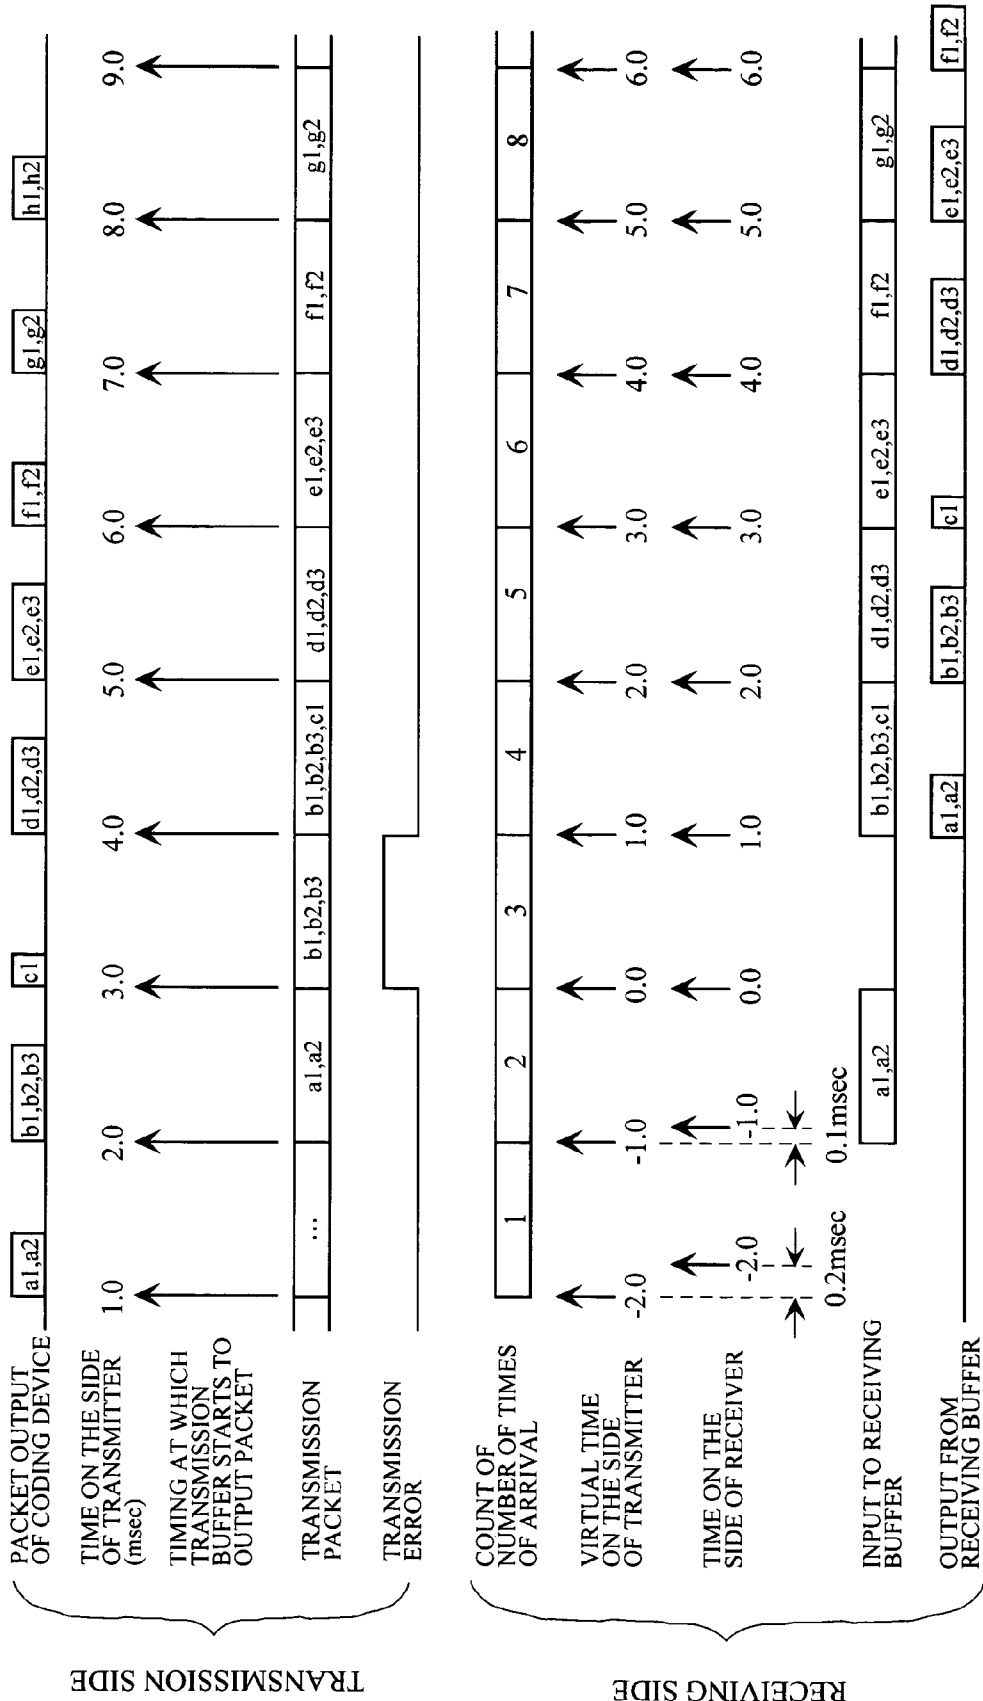 TRANSMISSION SIDE
PACKET OUTPUT
OF CODING DEVICE
a1,a2
b1,b2,b3
c1
d1,d2,d3
e1,e2,e3
f1,f2
g1,g2
h1,h2
TIME ON THE SIDE
OF TRANSMITTER
(msec)
1.0
2.0
3.0
4.0
5.0
6.0
7.0
8.0
9.0
TIMING AT WHICH
TRANSMISSION
BUFFER STARTS TO
OUTPUT PACKET
TRANSMISSION
PACKET
...
a1,a2
b1,b2,b3
b1,b2,b3,c1
d1,d2,d3
e1,e2,e3
f1,f2
g1,g2
TRANSMISSION
ERROR
RECEIVING SIDE
COUNT OF
NUMBER OF TIMES
OF ARRIVAL
1
2
3
4
5
6
7
8
VIRTUAL TIME
ON THE SIDE
OF TRANSMITTER
-2.0
-1.0
0.0
1.0
2.0
3.0
4.0
5.0
6.0
TIME ON THE
SIDE OF RECEIVER
-2.0
-1.0
0.0
1.0
2.0
3.0
4.0
5.0
6.0
0.2msec
0.1msec
INPUT TO RECEIVING
BUFFER
a1,a2
b1,b2,b3,c1
d1,d2,d3
e1,e2,e3
f1,f2
g1,g2
OUTPUT FROM
RECEIVING BUFFER
a1,a2
b1,b2,b3
c1
d1,d2,d3
e1,e2,e3
f1,f2